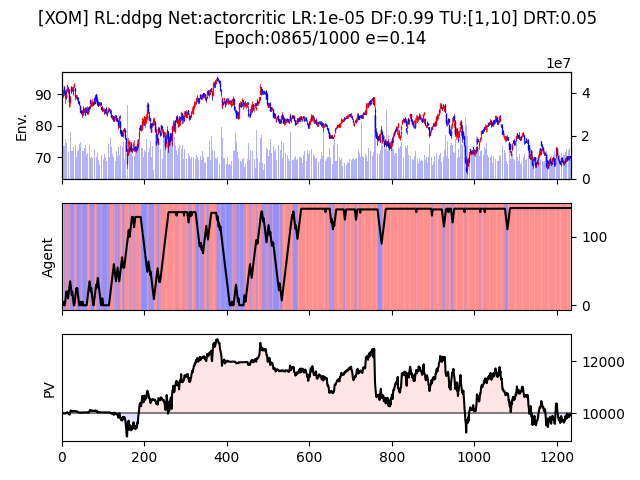 [XOM] RL:ddpg Net:actorcritic LR:1e-05 DF:0.99 TU:[1,10] DRT:0.05
Epoch:0865/1000 e=0.14
1e7
Env.
90
80
70
4
2
0
Agent
100
0
PV
12000
10000
0
200
400
600
800
1000
1200